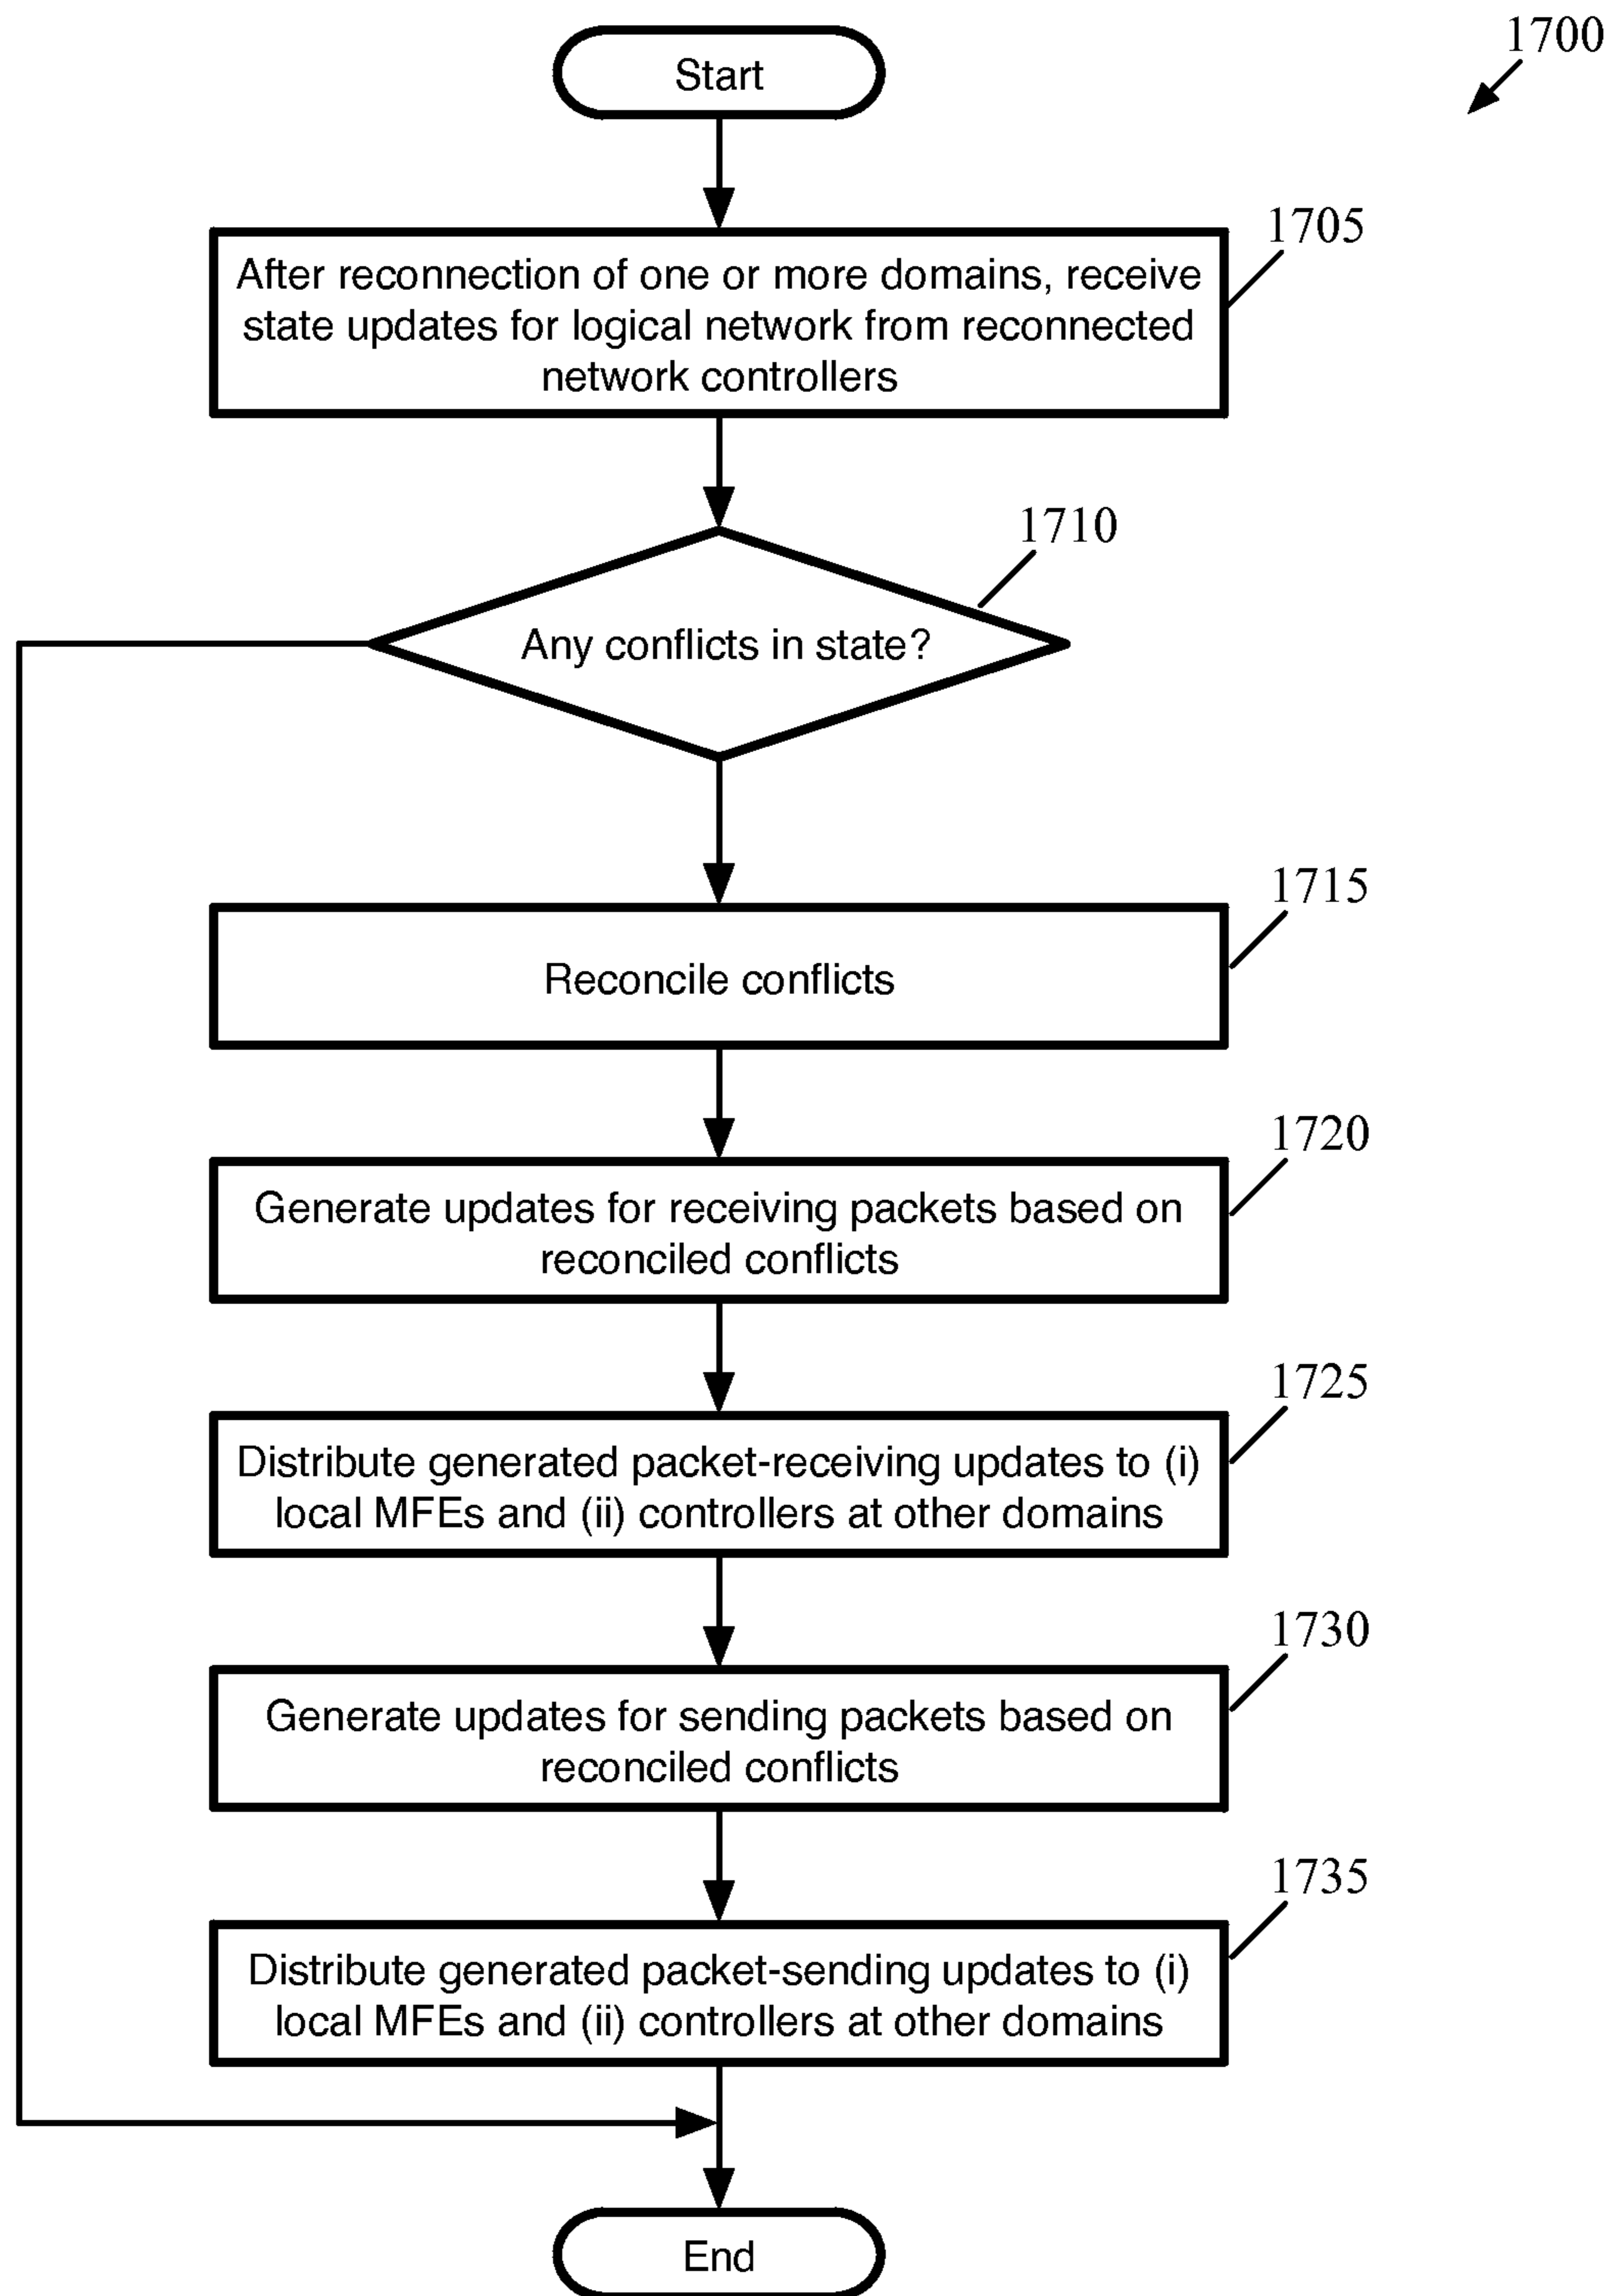 1700
Start
1705
After reconnection of one or more domains, receive
state updates for logical network from reconnected
network controllers
1710
Any conflicts in state?
1715
Reconcile conflicts
1720
Generate updates for receiving packets based on
reconciled conflicts
1725
Distribute generated packet-receiving updates to (i)
local MFEs and (ii) controllers at other domains
1730
Generate updates for sending packets based on
reconciled conflicts
1735
Distribute generated packet-sending updates to (i)
local MFEs and (ii) controllers at other domains
End